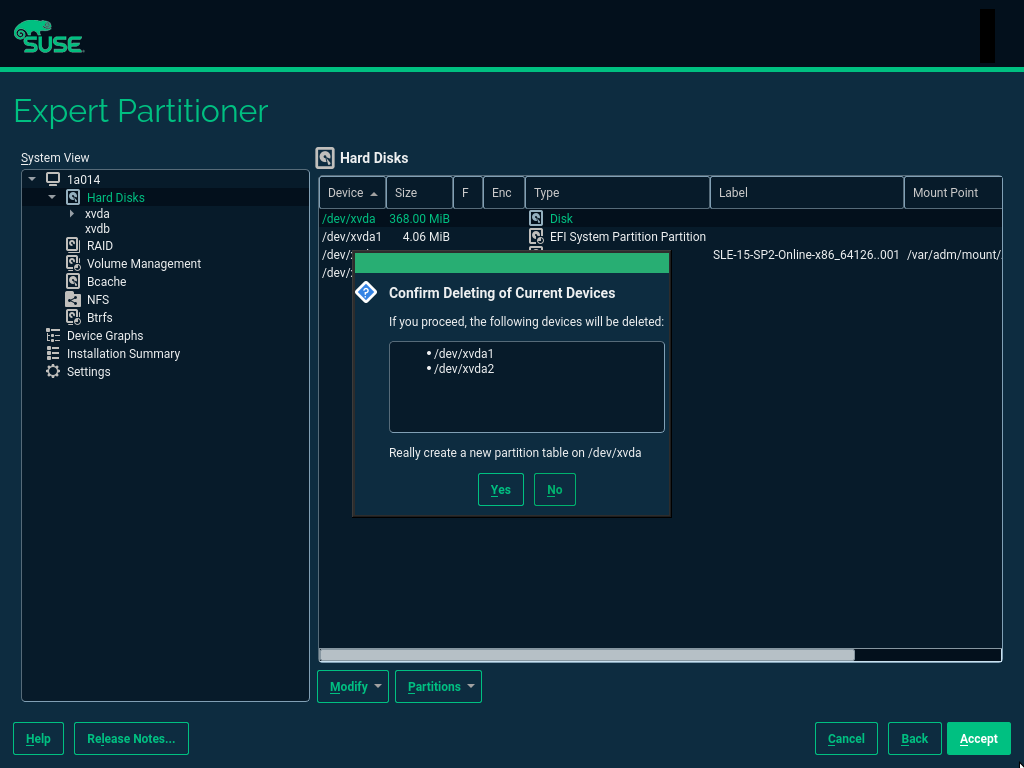 SUSE
Expert Partitioner
System View
1a014
Hard Disks
xvda
xvdb
RAID
Volume Management
Bcache
NFS
Btrfs
Device Graphs
Installation Summary
Settings
Hard Disks
Device Size F Enc Type Label Mount Point
/dev/xvda 368.00 MiB Disk
/dev/xvda1 4.06 MiB EFI System Partition Partition
SLE-15-SP2-Online-x86_64126..001 /var/adm/mount/
Confirm Deleting of Current Devices
If you proceed, the following devices will be deleted:
• /dev/xvda1
• /dev/xvda2
Really create a new partition table on /dev/xvda
Yes No
Modify Partitions
Help Release Notes... Cancel Back Accept